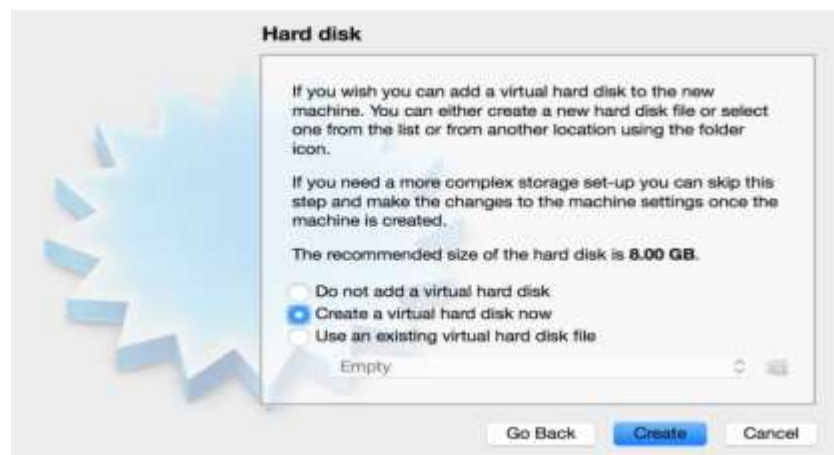 Hard disk
If you wish you can add a virtual hard disk to the new
machine. You can either create a new hard disk file or select
one from the list or from another location using the folder
icon.
If you need a more complex storage set-up you can skip this
step and make the changes to the machine settings once the
machine is created.
The recommended size of the hard disk is 8.00 GB.
Do not add a virtual hard disk
Create a virtual hard disk now
Use an existing virtual hard disk file
Empty
Go Back Create Cancel